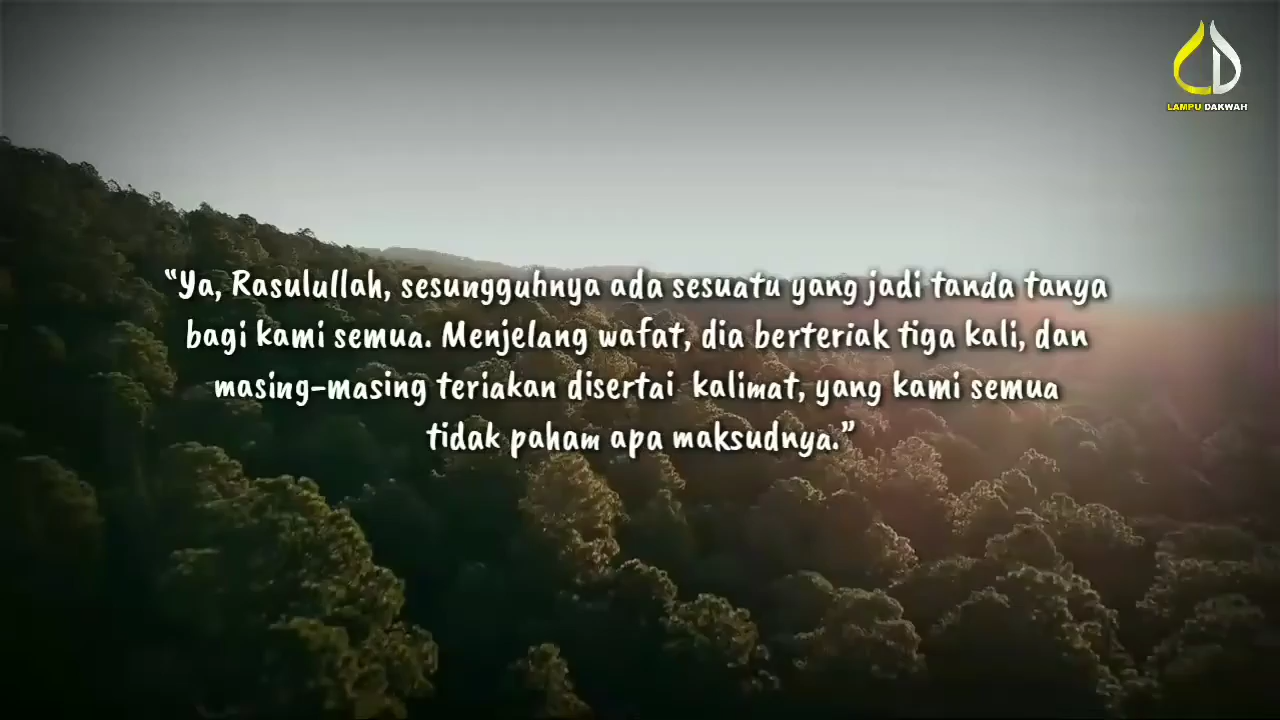 LAMPU DAKWAH
“Ya, Rasulullah, sesungguhnya ada sesuatu yang jadi tanda tanya
bagi kami semua. Menjelang wafat, dia berteriak tiga kali, dan
masing-masing teriakan disertai kalimat, yang kami semua
tidak paham apa maksudnya.”